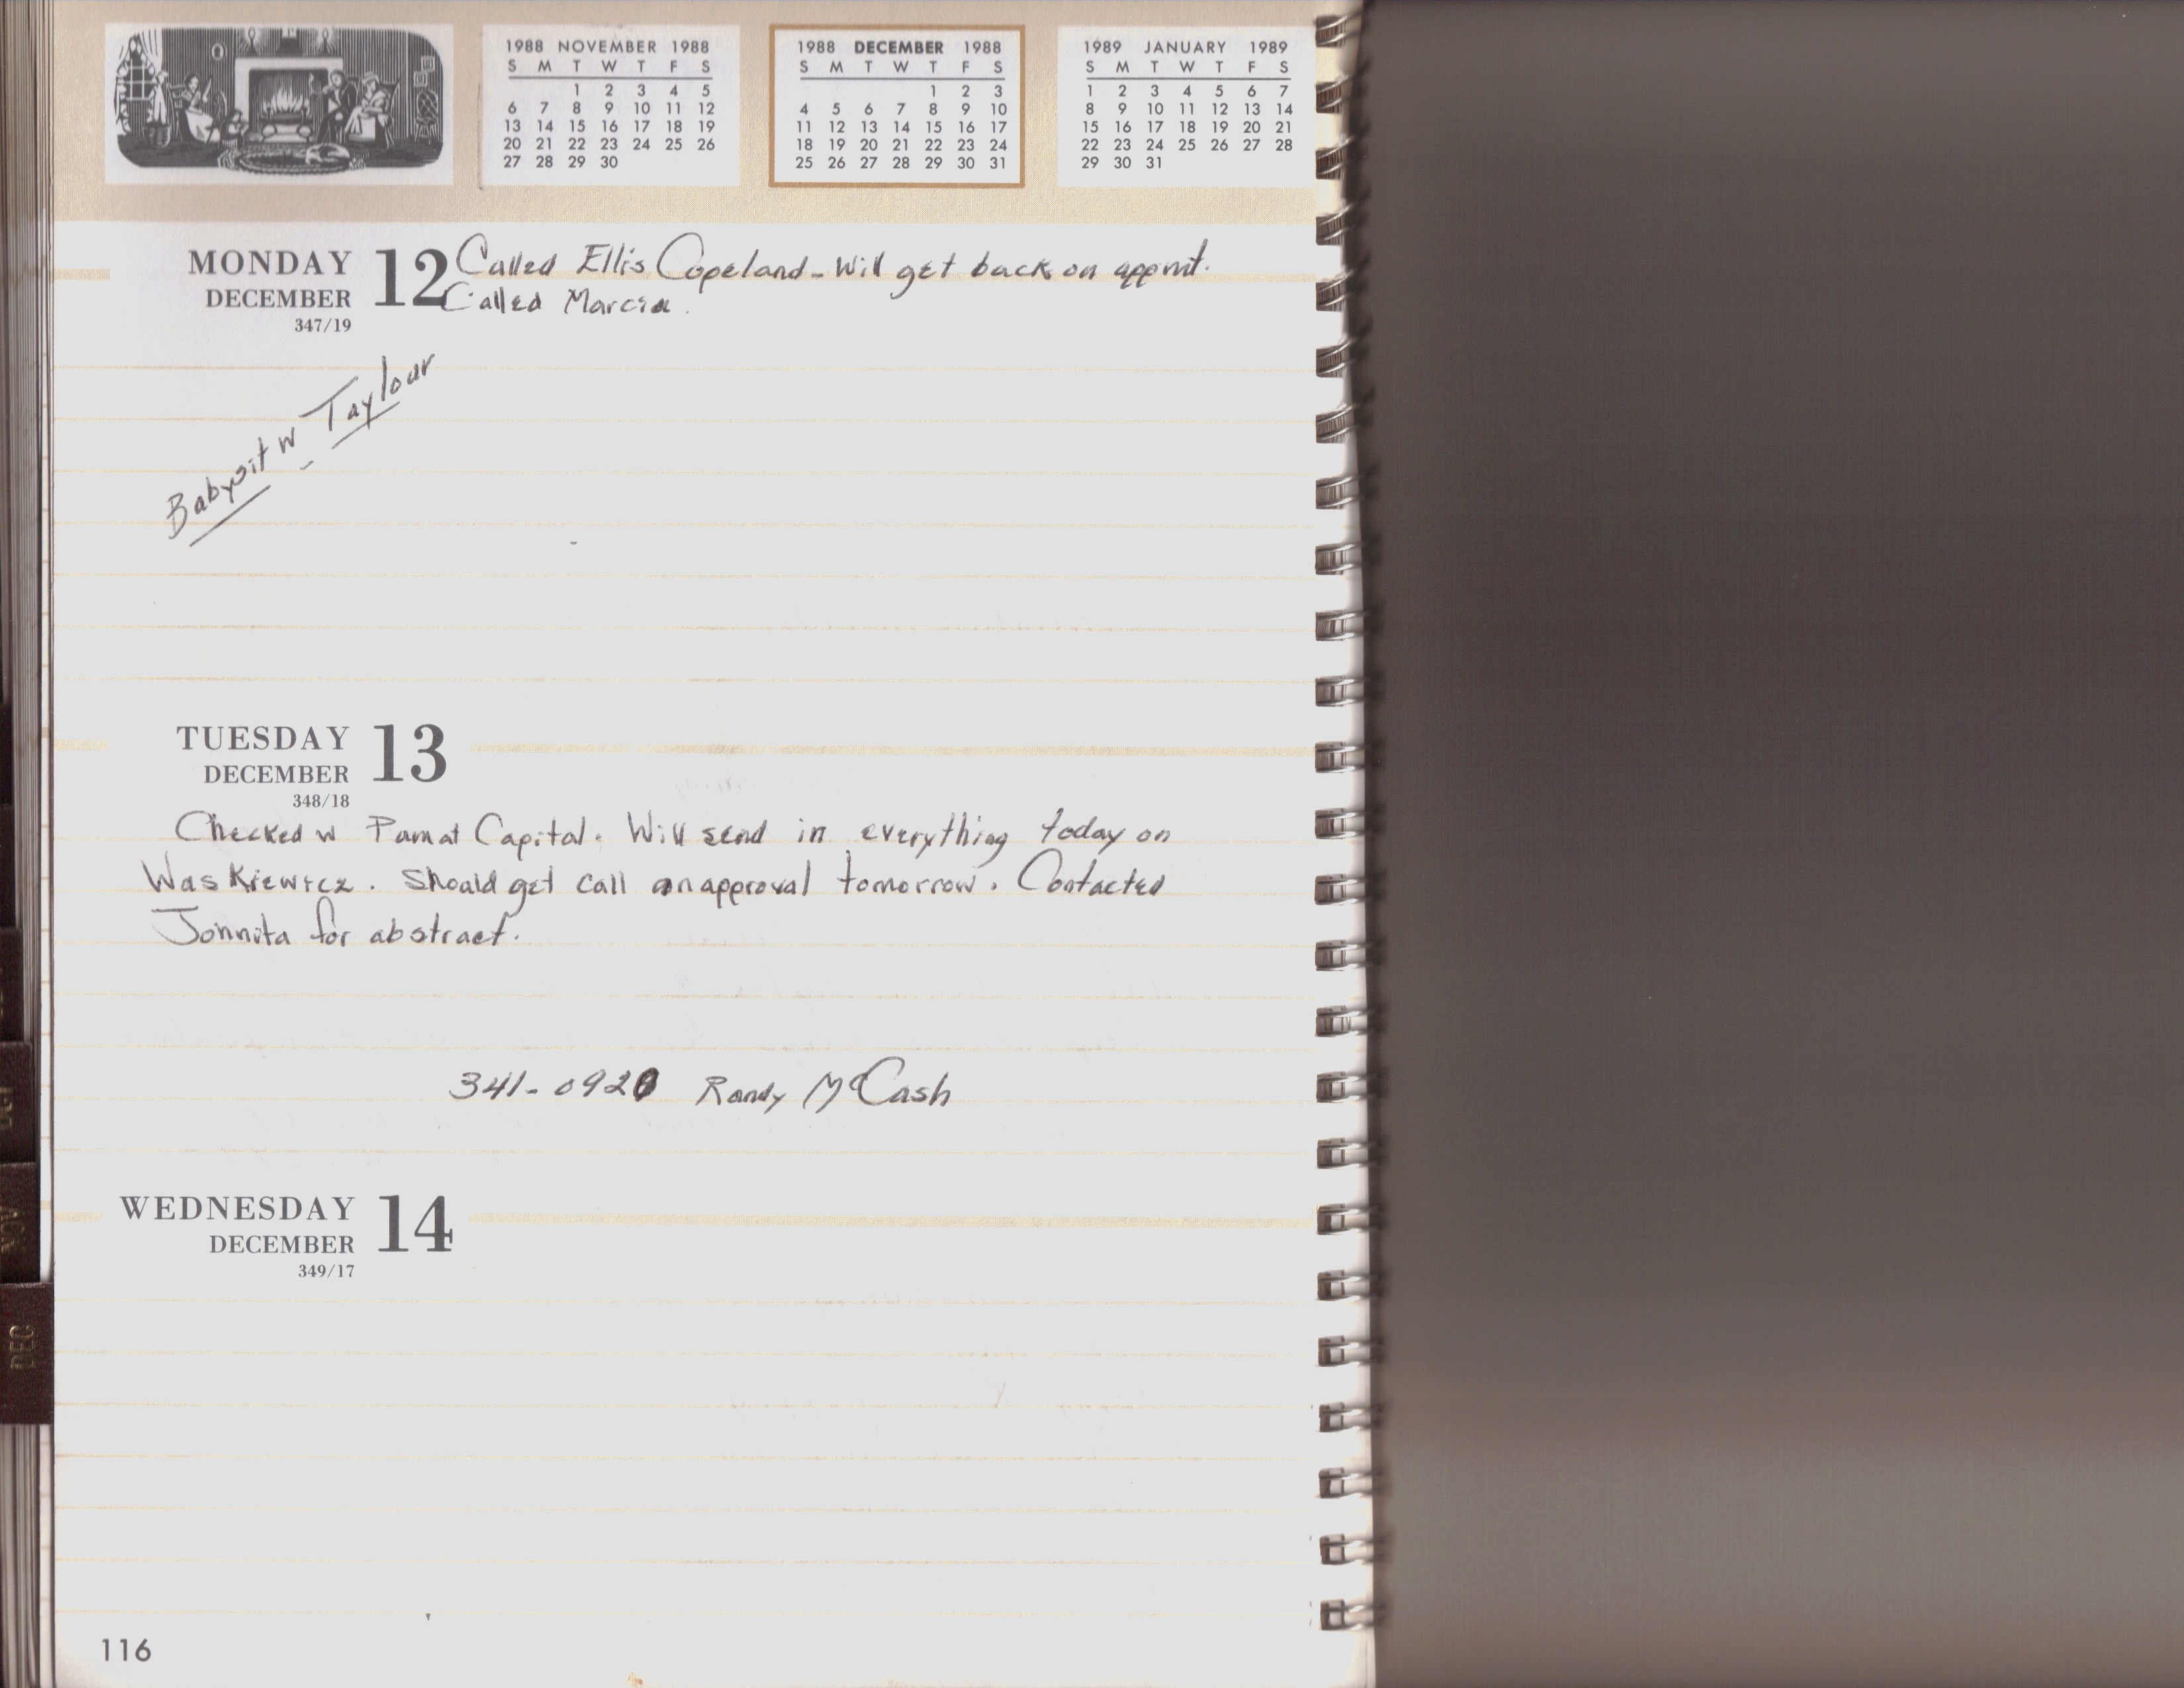 1988 NOVEMBER 1988
S M T W T F S
1 2 3 4 5
6 7 8 9 10 11 12
13 14 15 16 17 18 19
20 21 22 23 24 25 26
27 28 29 30
1988 DECEMBER 1988
S M T W T F S
1 2 3
4 5 6 7 8 9 10
11 12 13 14 15 16 17
18 19 20 21 22 23 24
25 26 27 28 29 30 31
1989 JANUARY 1989
S M T W T F S
1 2 3 4 5 6 7
8 9 10 11 12 13 14
15 16 17 18 19 20 21
22 23 24 25 26 27 28
29 30 31
MONDAY 12
DECEMBER
347/19
Called Ellis Copeland - Will get back on appmt.
Called Marcia.
Babysit w Taylour
TUESDAY 13
DECEMBER
348/18
Checked w Capital. Will send in everything today on
Waskiewicz. Should get call on approval tomorrow. Contacted
for abstract.
341-092 Randy McCash
WEDNESDAY 14
DECEMBER
349/17
NOV
DEC
116